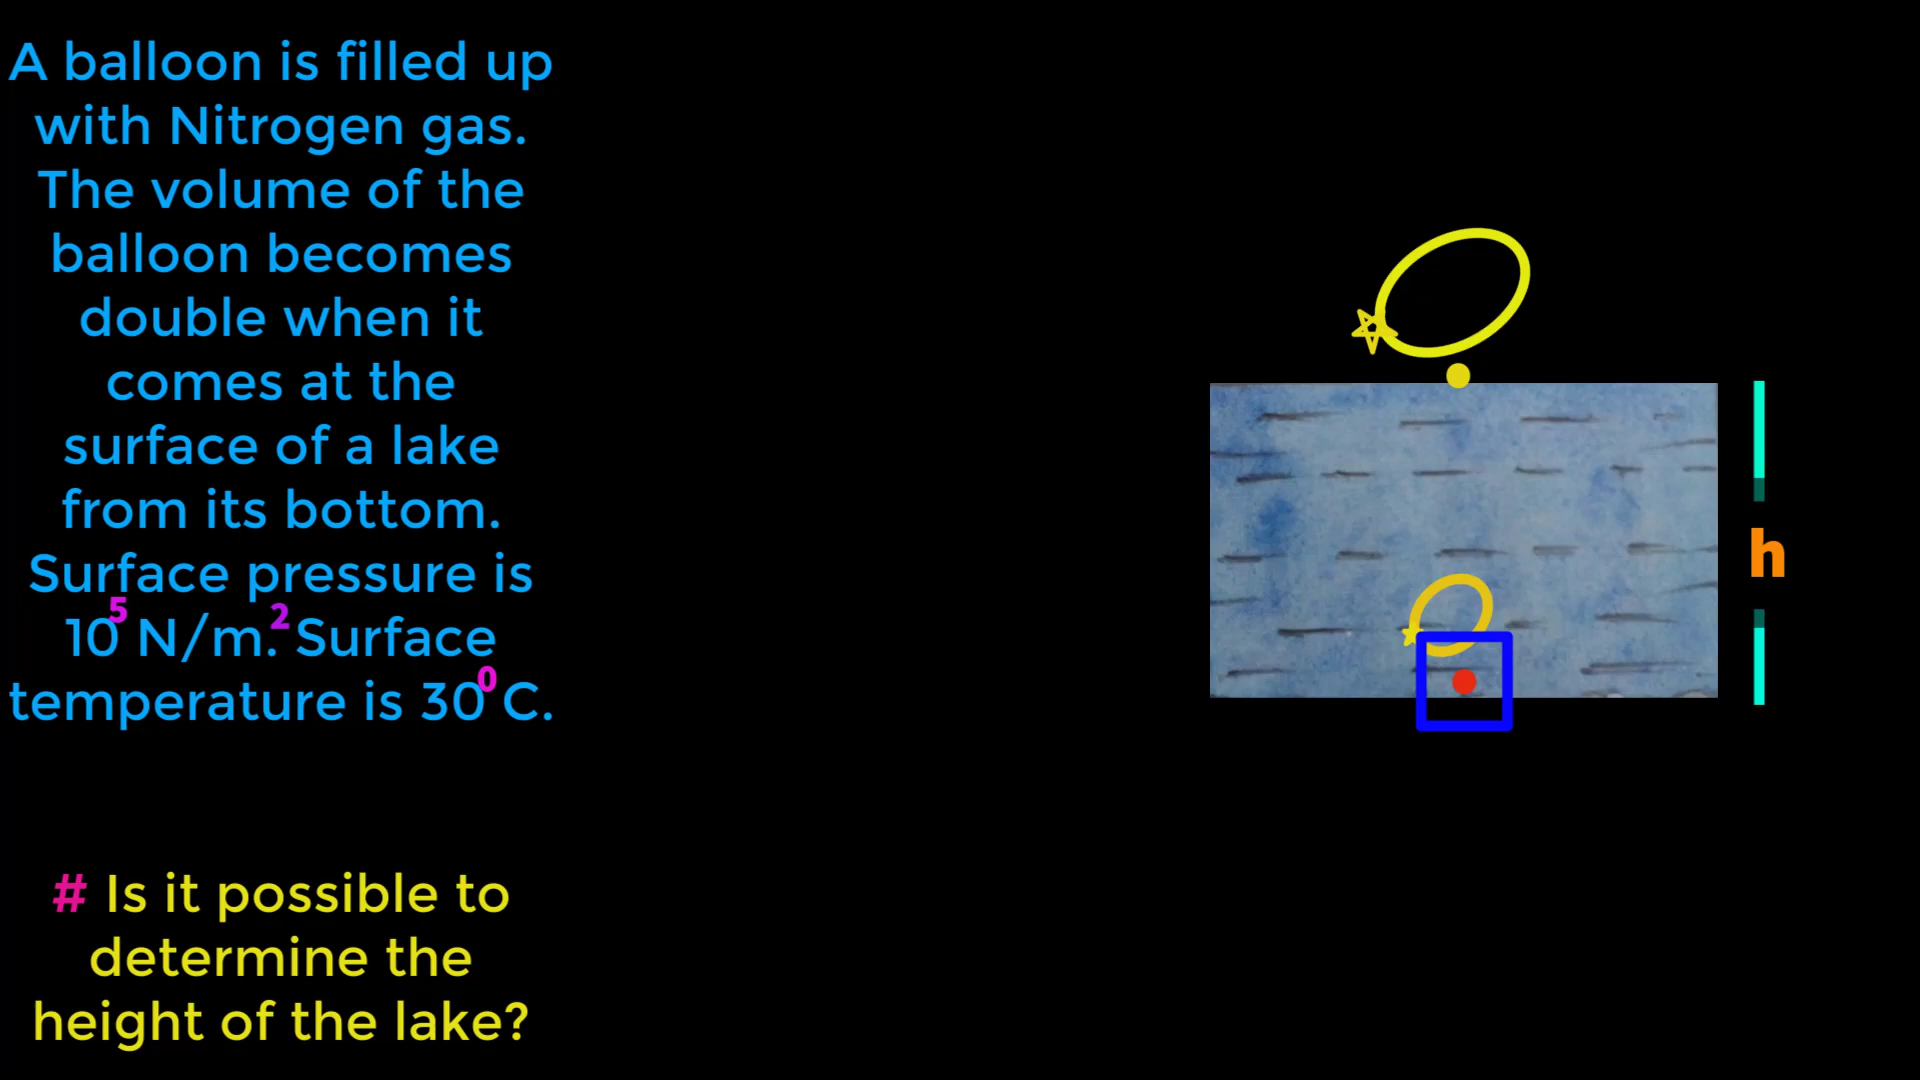 A balloon is filled up
with Nitrogen gas.
The volume of the
balloon becomes
double when it
comes at the
surface of a lake
from its bottom.
Surface pressure is
10⁵ N/m.² Surface
temperature is 30⁰ C.
h
# Is it possible to
determine the
height of the lake?